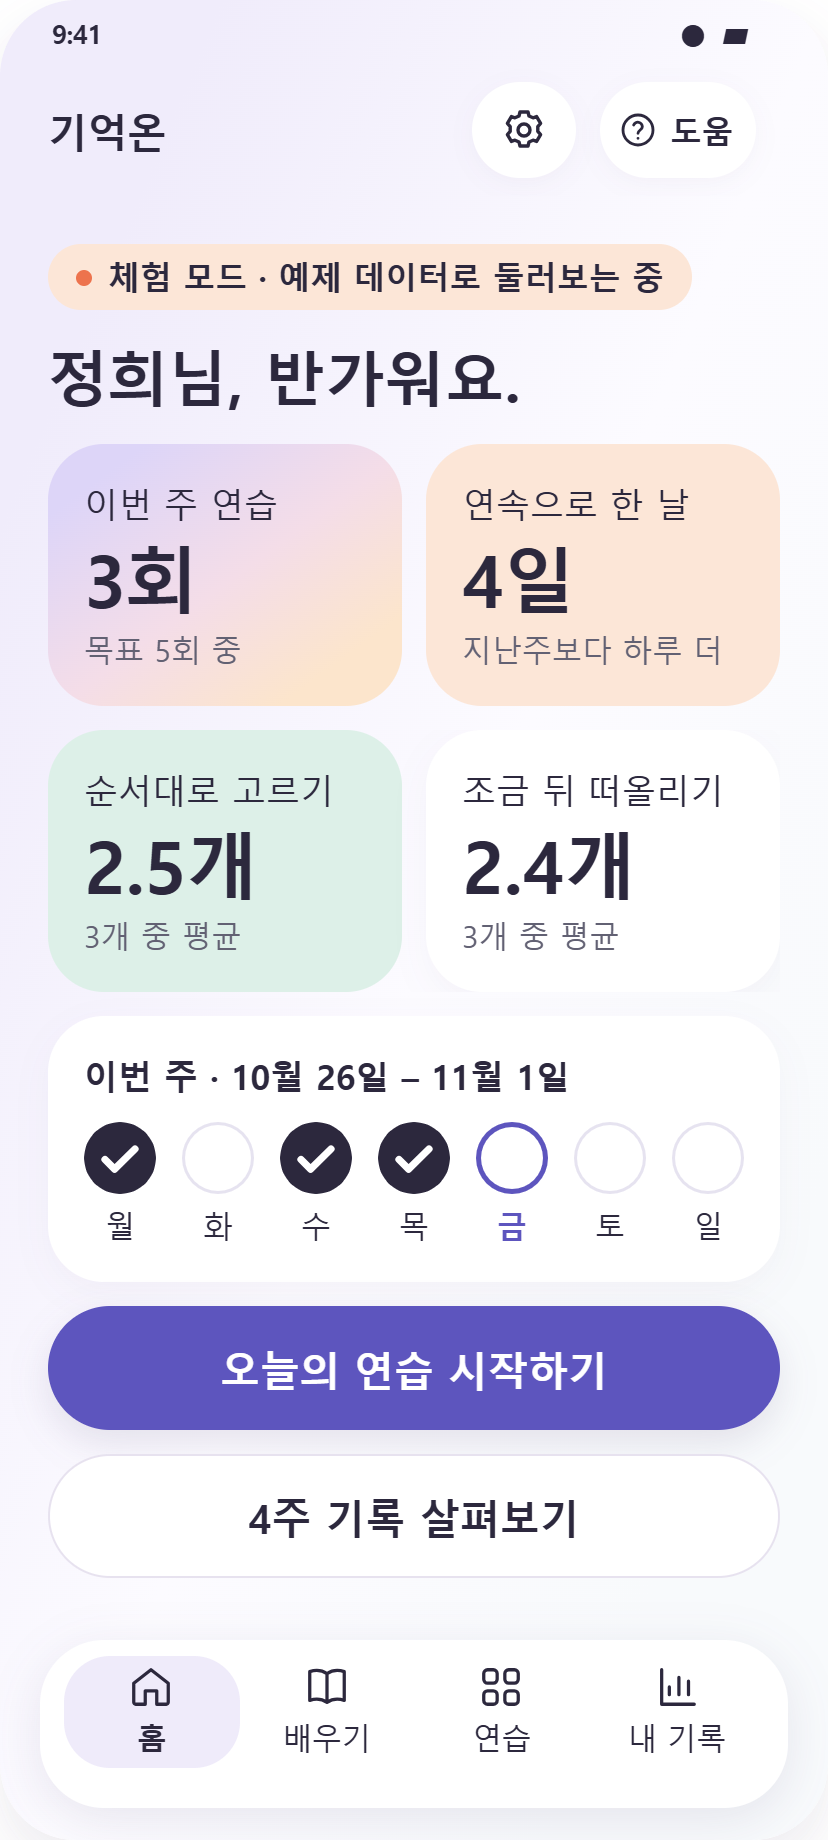 9:41
기억온
도움
체험 모드 · 예제 데이터로 둘러보는 중
정희님, 반가워요.
이번 주 연습
3회
목표 5회 중
연속으로 한 날
4일
지난주보다 하루 더
순서대로 고르기
2.5개
3개 중 평균
조금 뒤 떠올리기
2.4개
3개 중 평균
이번 주 · 10월 26일 – 11월 1일
월 화 수 목 금 토 일
오늘의 연습 시작하기
4주 기록 살펴보기
홈 배우기 연습 내 기록